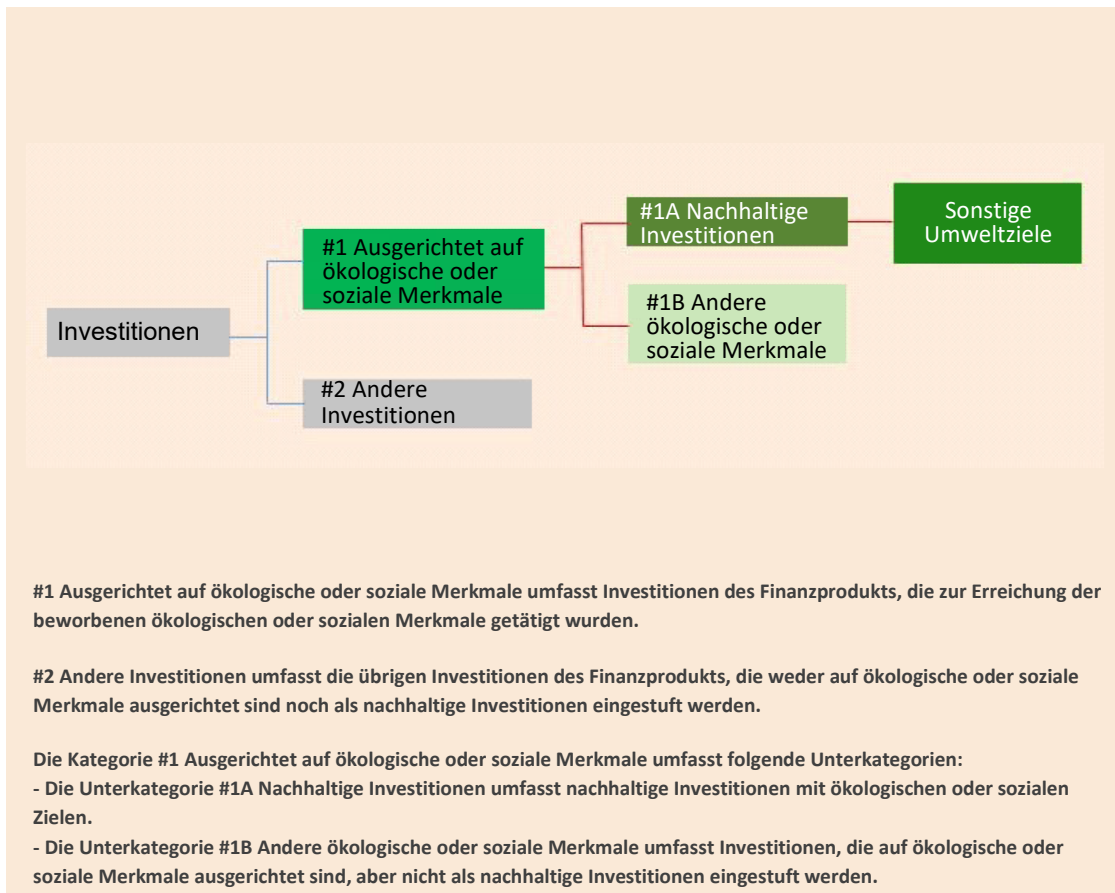 #1A Nachhaltige
Investitionen
Sonstige
Umweltziele
#1 Ausgerichtet auf
ökologische oder
soziale Merkmale
#1B Andere
ökologische oder
soziale Merkmale
Investitionen
#2 Andere
Investitionen
#1 Ausgerichtet auf ökologische oder soziale Merkmale umfasst Investitionen des Finanzprodukts, die zur Erreichung der
beworbenen ökologischen oder sozialen Merkmale getätigt wurden.
#2 Andere Investitionen umfasst die übrigen Investitionen des Finanzprodukts, die weder auf ökologische oder soziale
Merkmale ausgerichtet sind noch als nachhaltige Investitionen eingestuft werden.
Die Kategorie #1 Ausgerichtet auf ökologische oder soziale Merkmale umfasst folgende Unterkategorien:
- Die Unterkategorie #1A Nachhaltige Investitionen umfasst nachhaltige Investitionen mit ökologischen oder sozialen
Zielen.
- Die Unterkategorie #1B Andere ökologische oder soziale Merkmale umfasst Investitionen, die auf ökologische oder
soziale Merkmale ausgerichtet sind, aber nicht als nachhaltige Investitionen eingestuft werden.